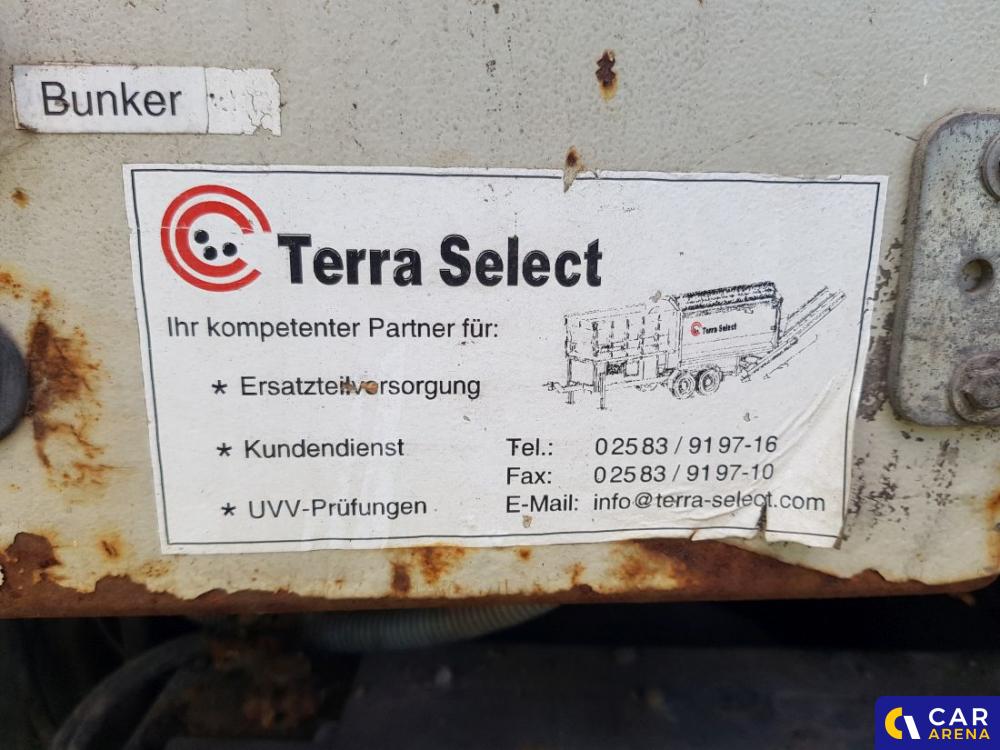 Bunker
Terra Select
Ihr kompetenter Partner für:
Terra Select
* Ersatzteilversorgung
* Kundendienst
* UVV-Prüfungen
Tel.: 02583/9197-16
Fax: 02583/9197-10
E-Mail: info@terra-select.com
CAR
ARENA